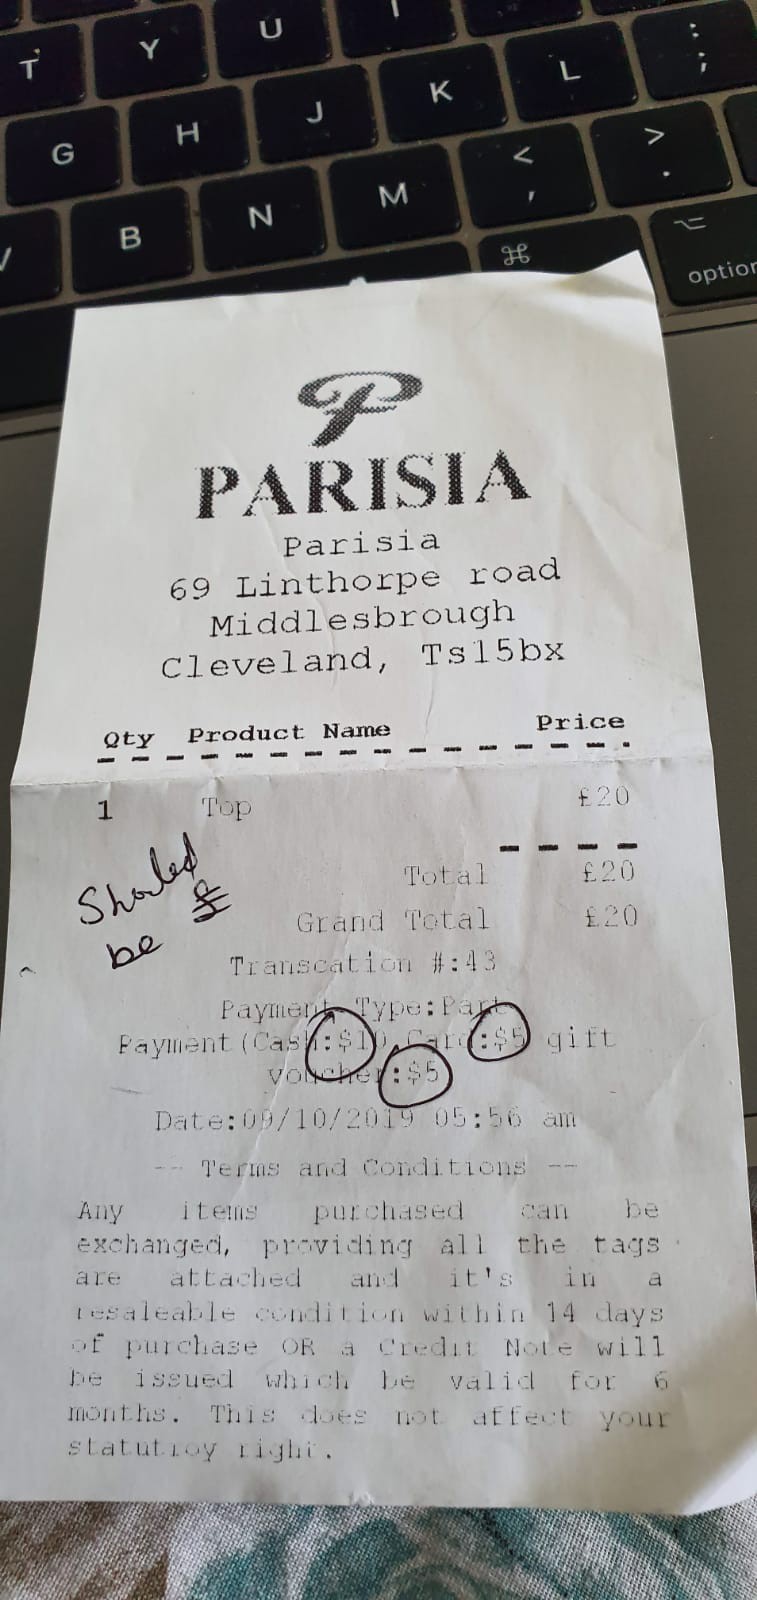 T Y U I
G H J K L : ;
V B N M < , > .
⌘ ⌥
option
P
PARISIA
Parisia
69 Linthorpe road
Middlesbrough
Cleveland, Ts15bx
Qty Product Name Price
1 Top £20
Total £20
Should
be £
Grand Total £20
Transcation #:43
Payment Type:Part
Payment(Cash:$10,Card:$5 gift
voucher:$5
Date:09/10/2019 05:56 am
-- Terms and Conditions --
Any items purchased can be
exchanged, providing all the tags
are attached and it's in a
resaleable condition within 14 days
of purchase OR a Credit Note will
be issued which be valid for 6
months. This does not affect your
statutroy right.